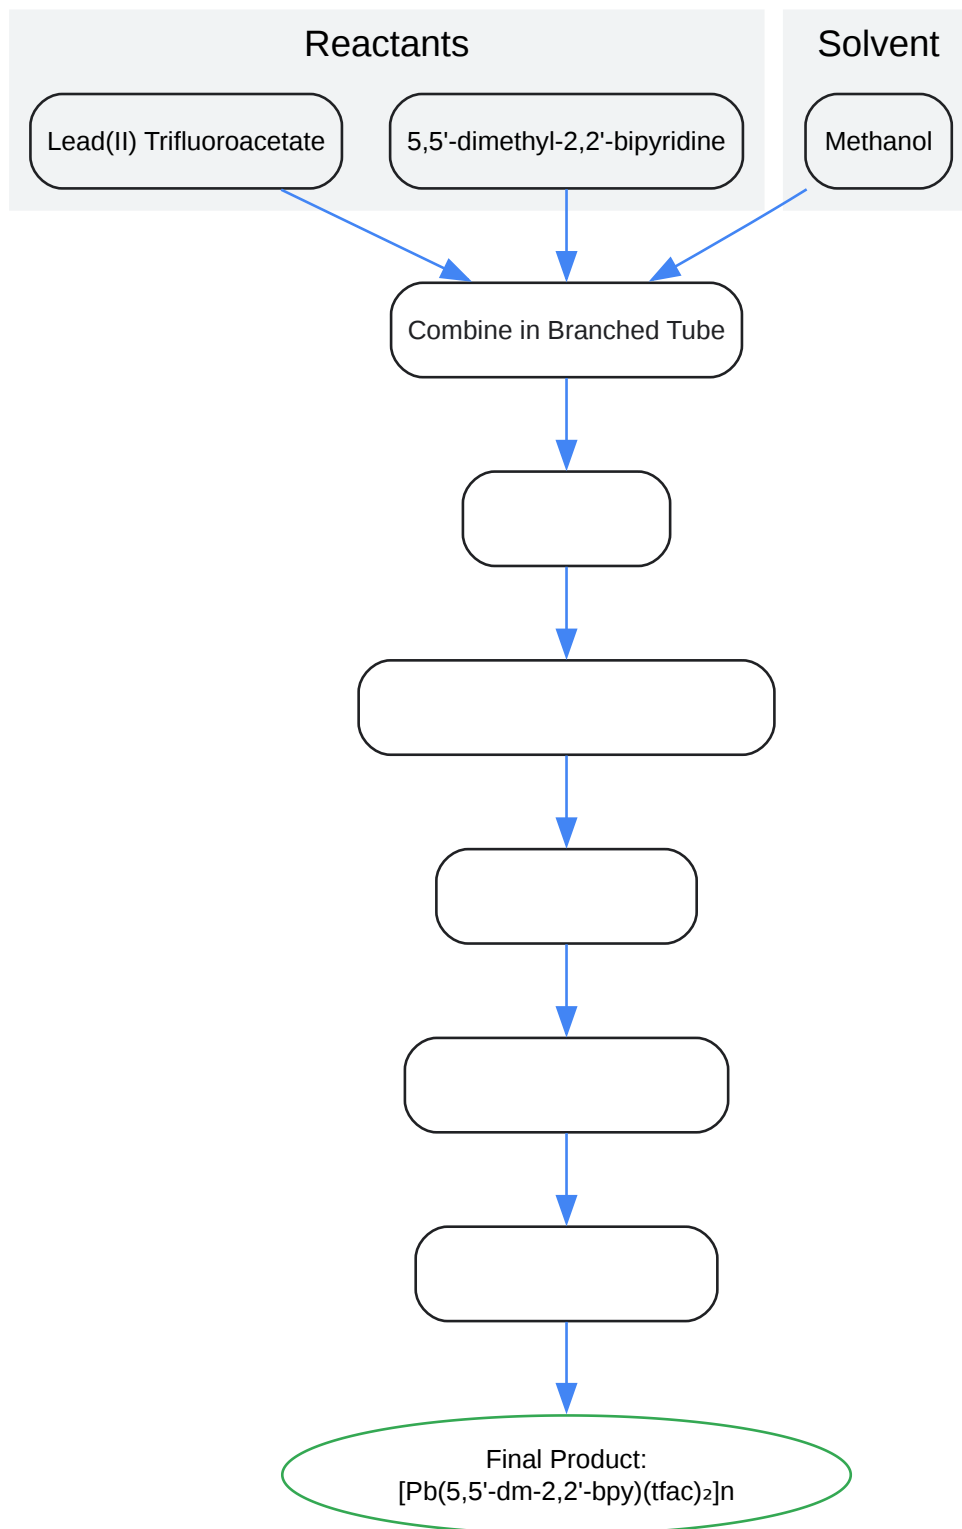 Reactants
Solvent
Lead(II) Trifluoroacetate
5,5'-dimethyl-2,2'-bipyridine
Methanol
Combine in Branched Tube
Final Product:
[Pb(5,5'-dm-2,2'-bpy)(tfac)₂]n